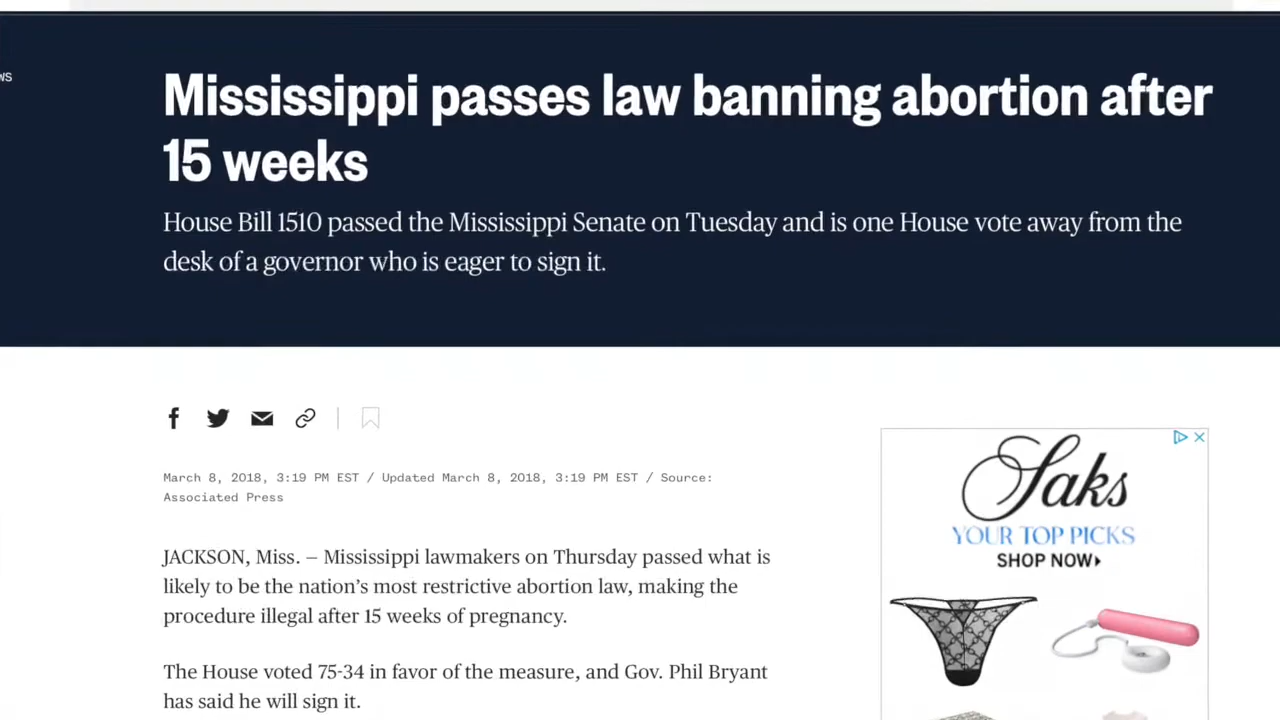 ws
Mississippi passes law banning abortion after
15 weeks
House Bill 1510 passed the Mississippi Senate on Tuesday and is one House vote away from the
desk of a governor who is eager to sign it.
March 8, 2018, 3:19 PM EST / Updated March 8, 2018, 3:19 PM EST / Source:
Associated Press
JACKSON, Miss. — Mississippi lawmakers on Thursday passed what is
likely to be the nation's most restrictive abortion law, making the
procedure illegal after 15 weeks of pregnancy.
The House voted 75-34 in favor of the measure, and Gov. Phil Bryant
has said he will sign it.
Saks
YOUR TOP PICKS
SHOP NOW